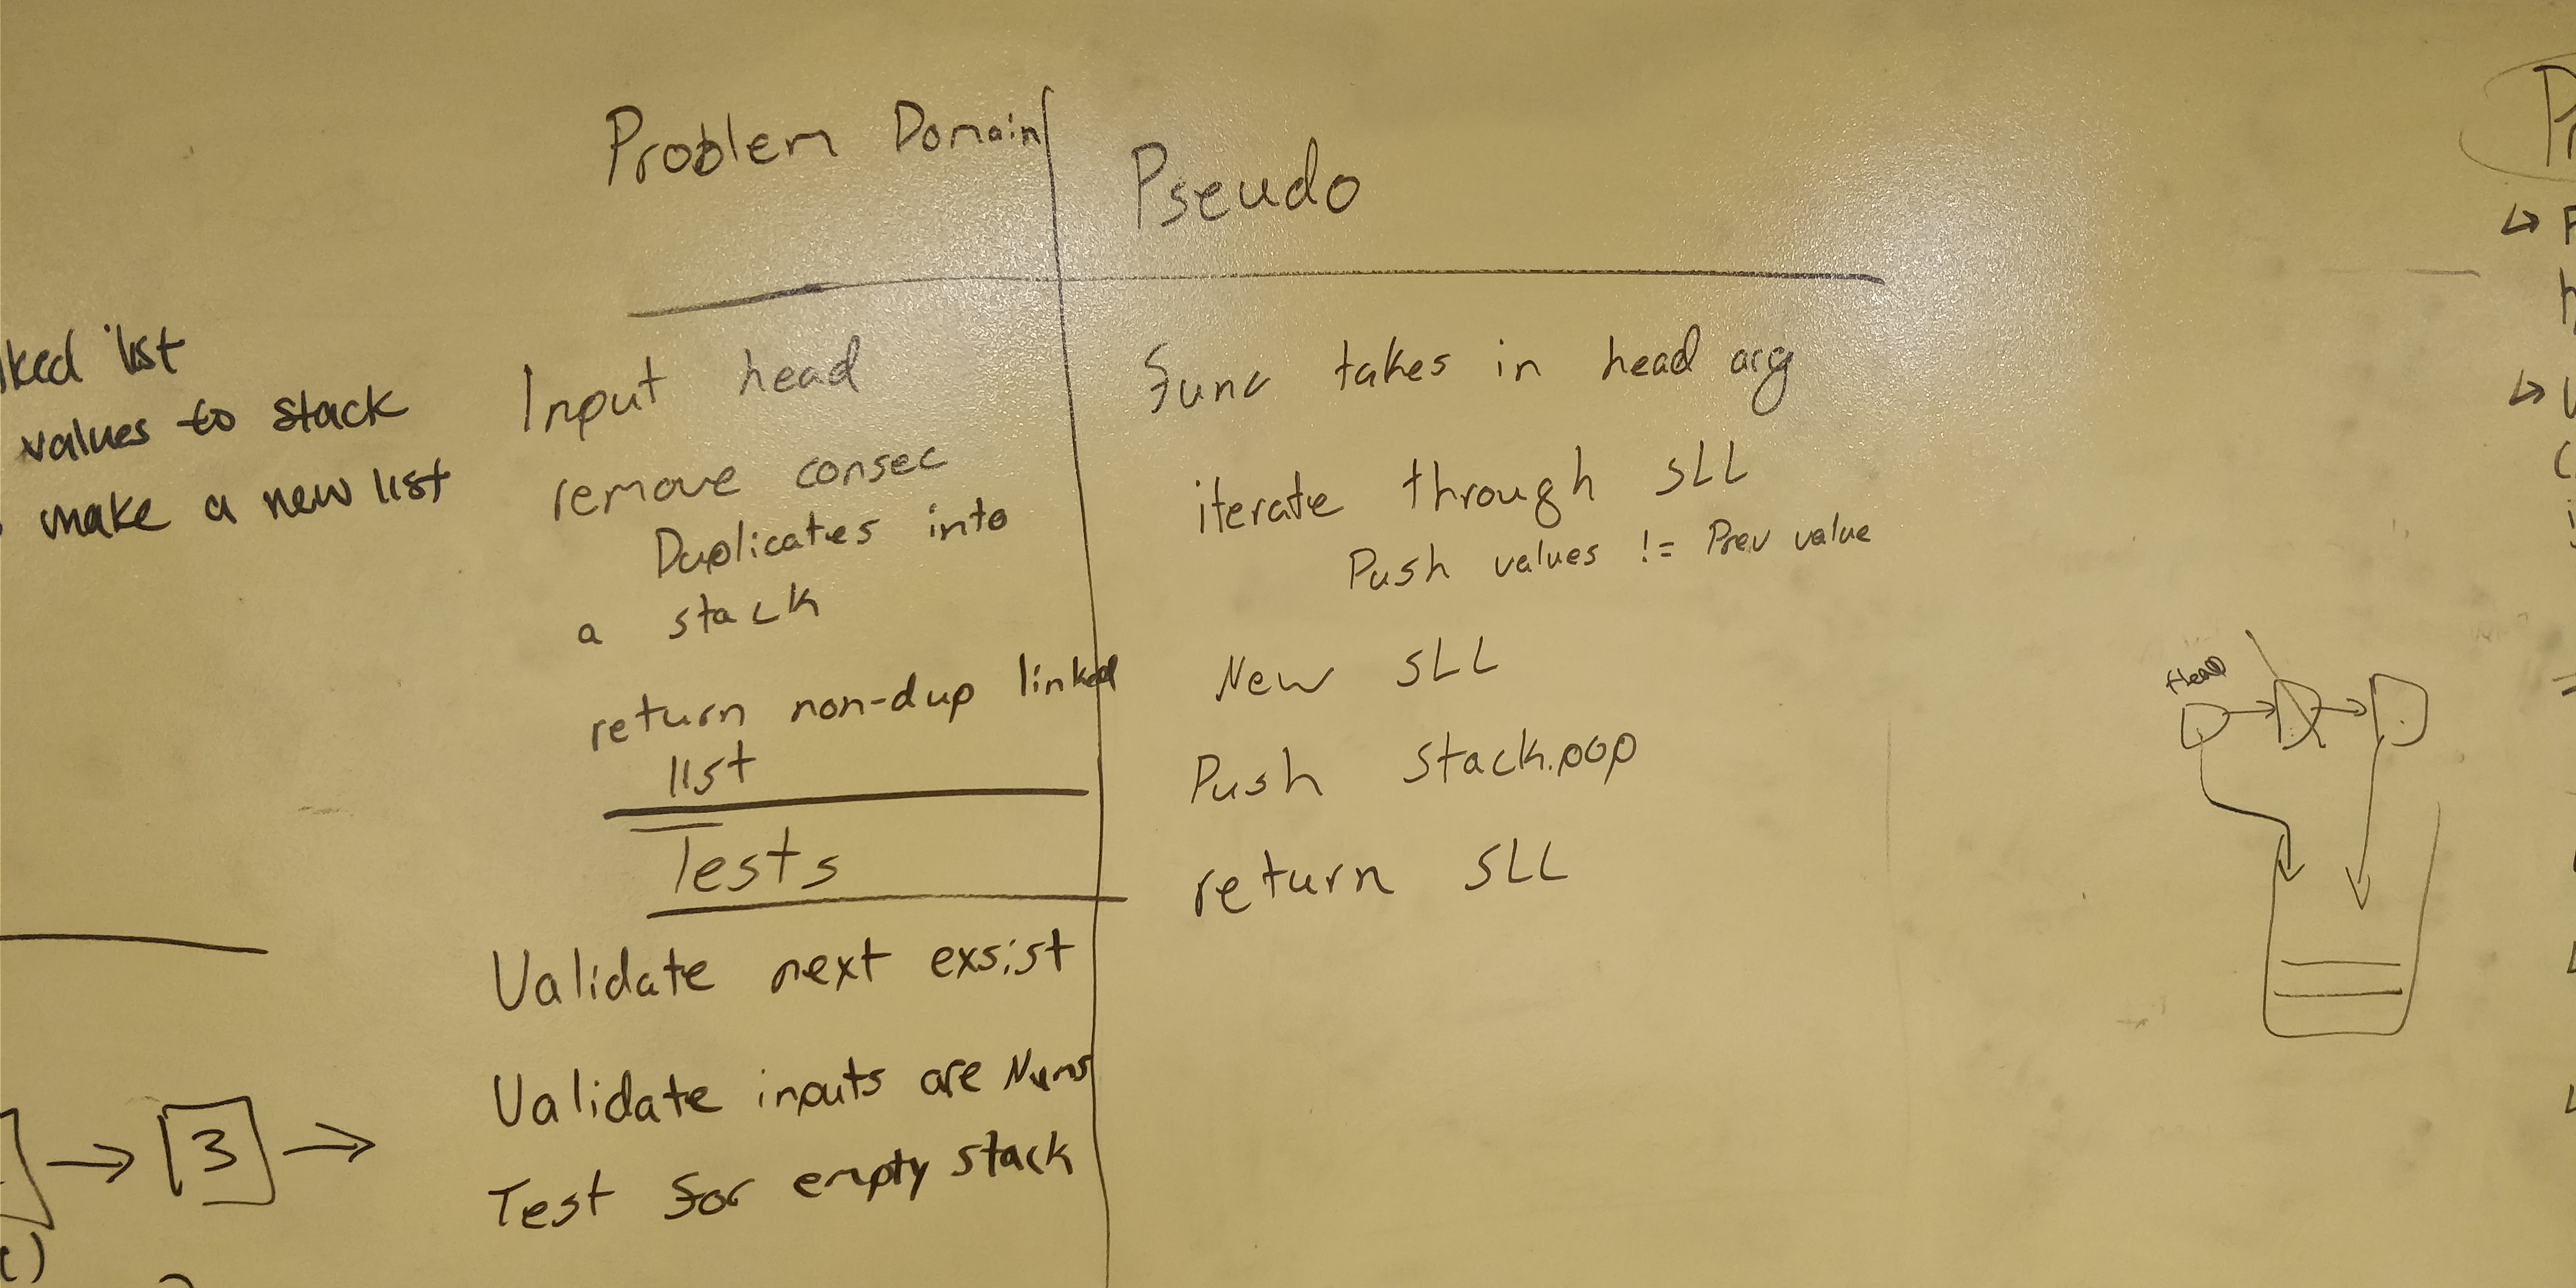 linked list
values to stack
make a new list
3
Problem Domain
Input head
remove consec
Duplicates into
a stack
return non-dup linked
list
Tests
Validate next exsist
Validate inputs are Nums
Test for empty stack
Pseudo
func takes in head arg
iterate through SLL
Push values != Prev value
New SLL
Push stack.pop
return SLL
Head